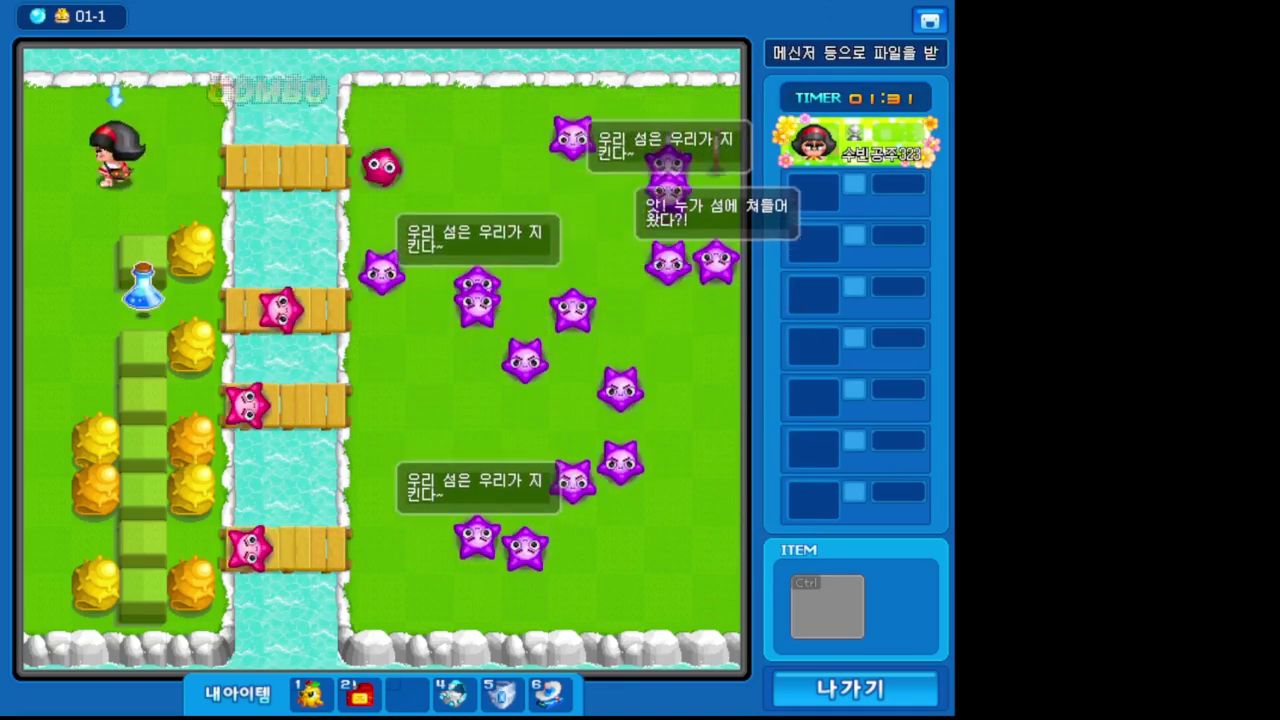 01-1
COMBO
메신저 등으로 파일을 받
TIMER 01:31
수빈공주323
우리 섬은 우리가 지
킨다~
앗! 누가 섬에 쳐들어
왔다?!
우리 섬은 우리가 지
킨다~
우리 섬은 우리가 지
킨다~
ITEM
Ctrl
내아이템
1
2
4
5
6
나가기